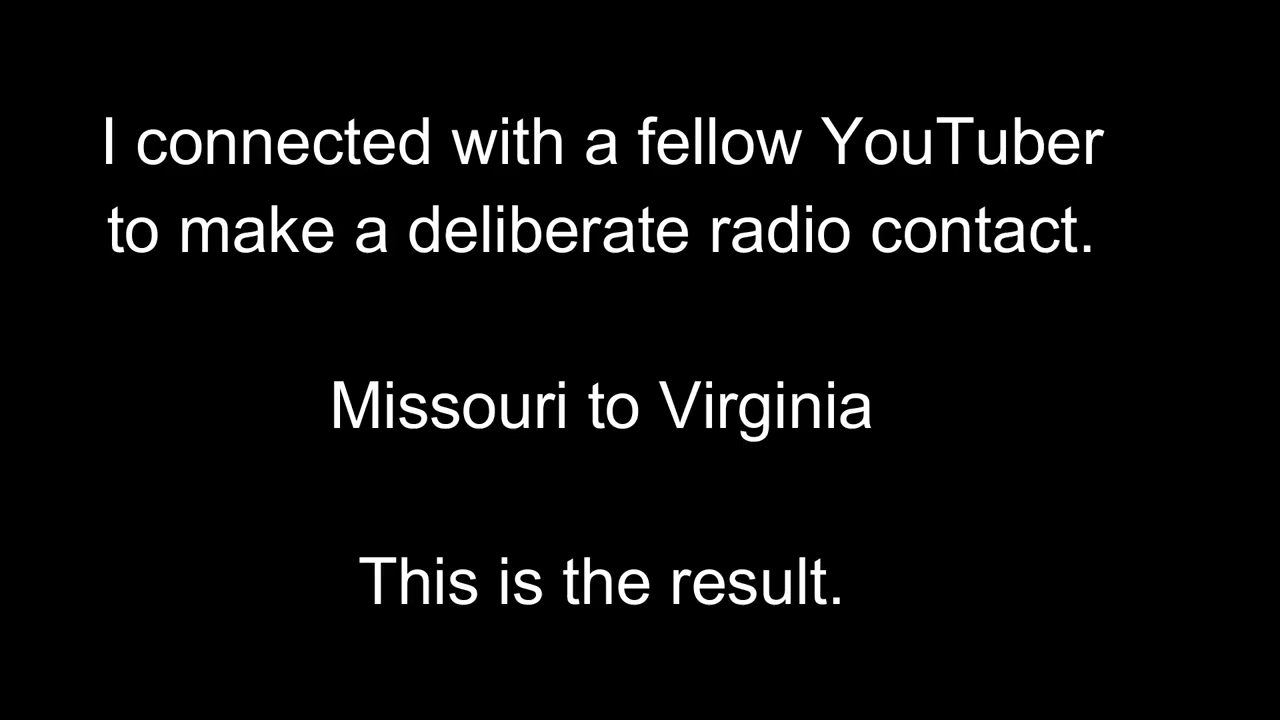 I connected with a fellow YouTuber
to make a deliberate radio contact.
Missouri to Virginia
This is the result.